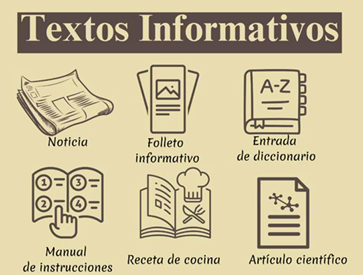 Textos Informativos
A-Z
Noticia
Folleto
informativo
Entrada
de diccionario
1 3
2 4
Manual
de instrucciones
Receta de cocina
Artículo científico